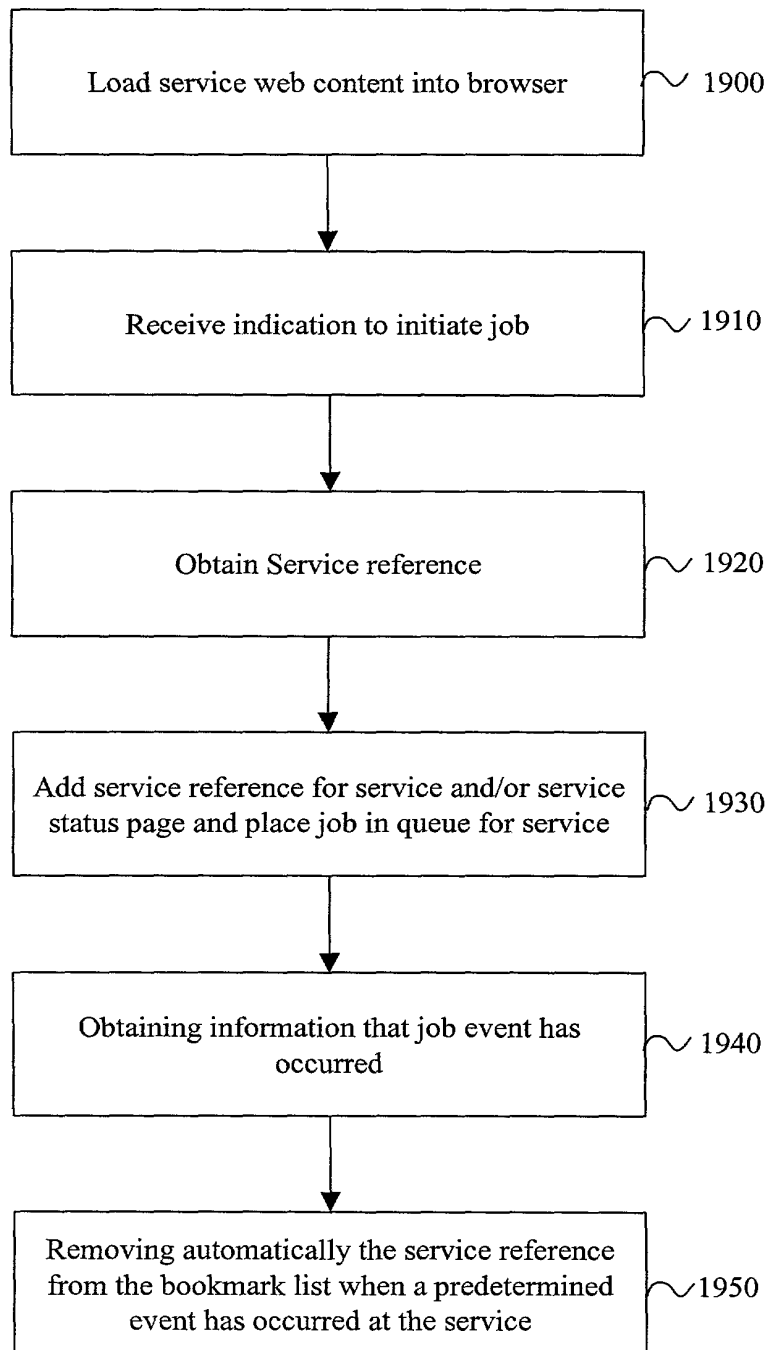 Load service web content into browser
1900
Receive indication to initiate job
1910
Obtain Service reference
1920
Add service reference for service and/or service
status page and place job in queue for service
1930
Obtaining information that job event has
occurred
1940
Removing automatically the service reference
from the bookmark list when a predetermined
event has occurred at the service
1950